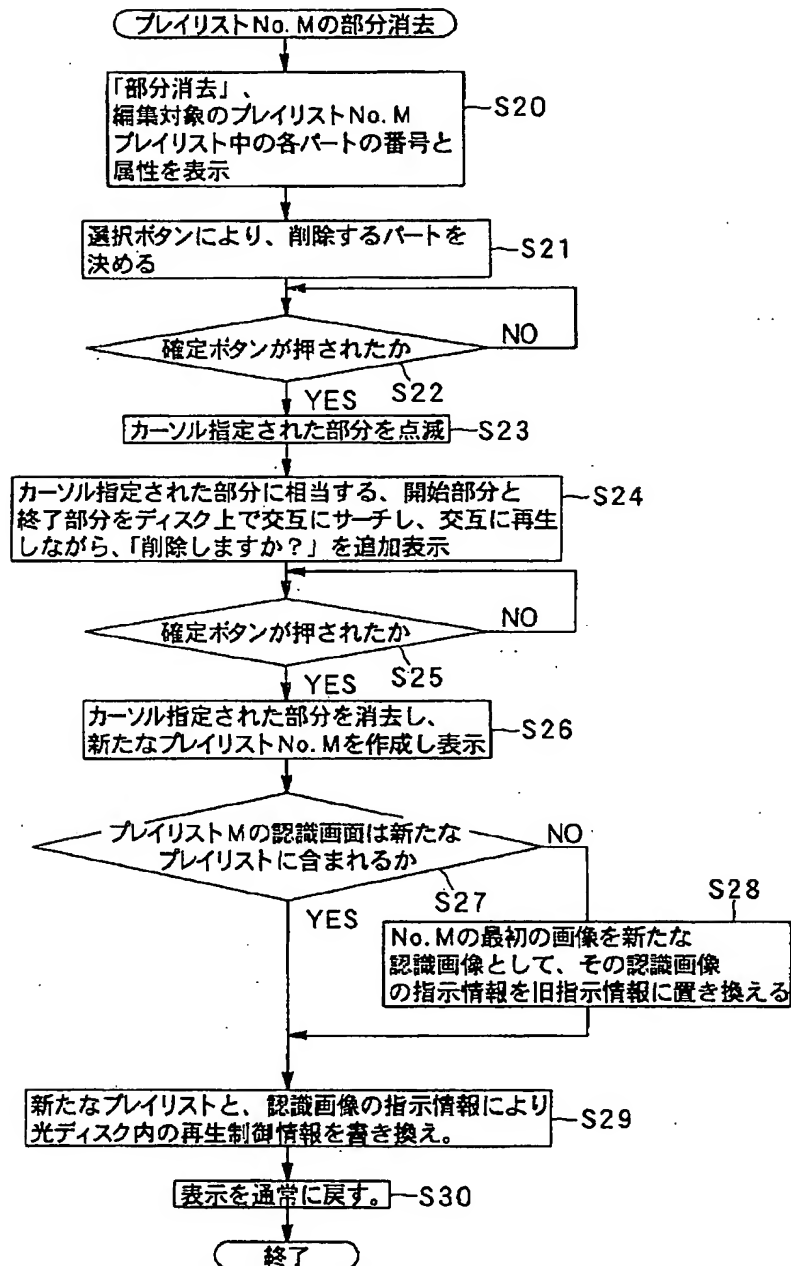 プレイリストNo.Mの部分消去
「部分消去」、
編集対象のプレイリストNo.M
プレイリスト中の各パートの番号と
属性を表示
S20
選択ボタンにより、削除するパートを
決める
S21
確定ボタンが押されたか
NO
S22
YES
カーソル指定された部分を点滅
S23
カーソル指定された部分に相当する、開始部分と
終了部分をディスク上で交互にサーチし、交互に再生
しながら、「削除しますか?」を追加表示
S24
確定ボタンが押されたか
NO
S25
YES
カーソル指定された部分を消去し、
新たなプレイリストNo.Mを作成し表示
S26
プレイリストMの認識画面は新たな
プレイリストに含まれるか
NO
S27
YES
S28
No.Mの最初の画像を新たな
認識画像として、その認識画像
の指示情報を旧指示情報に置き換える
新たなプレイリストと、認識画像の指示情報により
光ディスク内の再生制御情報を書き換え。
S29
表示を通常に戻す。
S30
終了